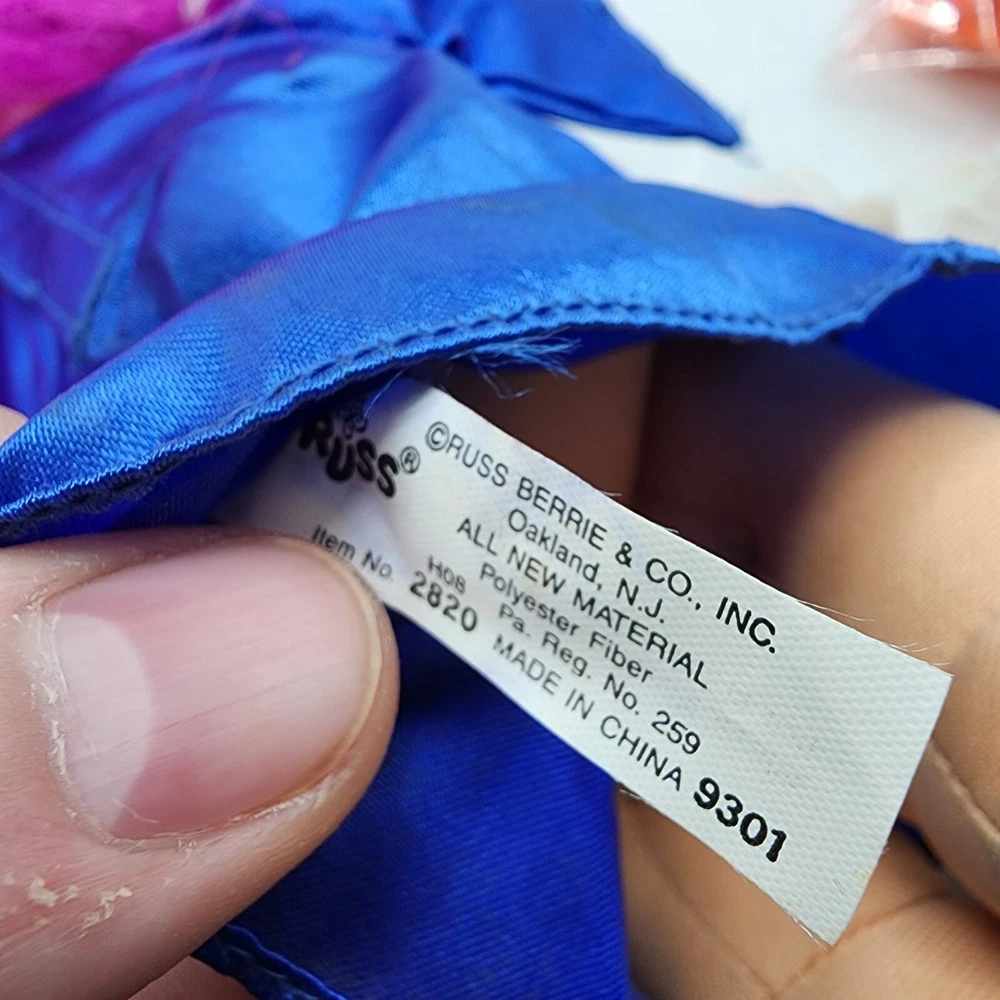 RUSS®
©RUSS BERRIE & CO., INC.
Oakland, N.J.
ALL NEW MATERIAL
Polyester Fiber
H08 Pa. Reg. No. 259
Item No. 2820 MADE IN CHINA 9301